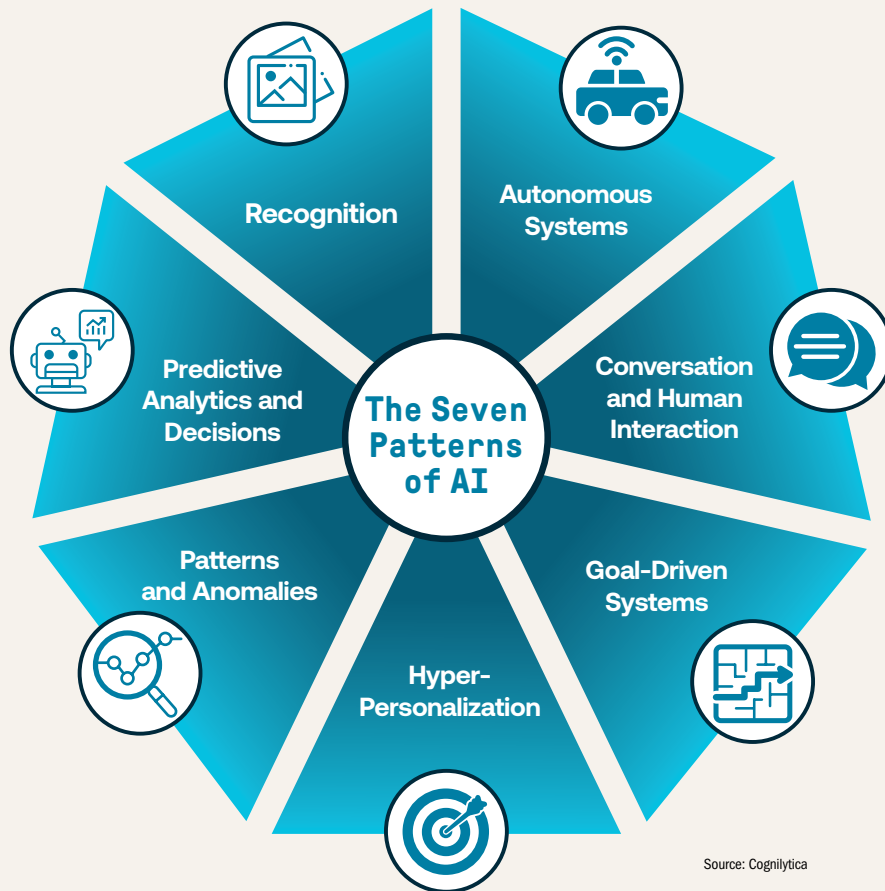 The Seven
Patterns
of AI
Autonomous
Systems
Conversation
and Human
Interaction
Goal-Driven
Systems
Hyper-
Personalization
Patterns
and Anomalies
Predictive
Analytics and
Decisions
Recognition
Source: Cognilytica